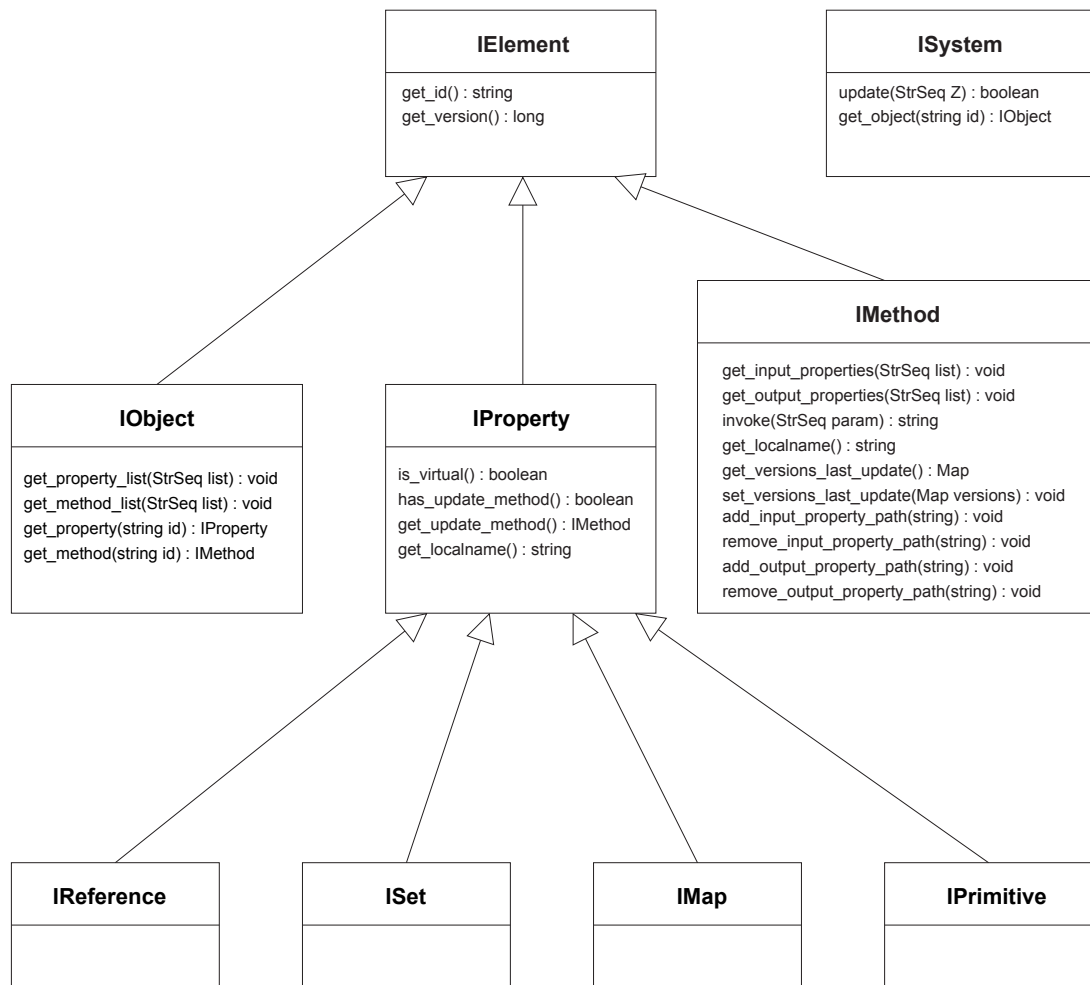 IElement
get_id() : string
get_version() : long
ISystem
update(StrSeq Z) : boolean
get_object(string id) : IObject
IMethod
get_input_properties(StrSeq list) : void
get_output_properties(StrSeq list) : void
invoke(StrSeq param) : string
get_localname() : string
get_versions_last_update() : Map
set_versions_last_update(Map versions) : void
add_input_property_path(string) : void
remove_input_property_path(string) : void
add_output_property_path(string) : void
remove_output_property_path(string) : void
IObject
get_property_list(StrSeq list) : void
get_method_list(StrSeq list) : void
get_property(string id) : IProperty
get_method(string id) : IMethod
IProperty
is_virtual() : boolean
has_update_method() : boolean
get_update_method() : IMethod
get_localname() : string
IReference
ISet
IMap
IPrimitive